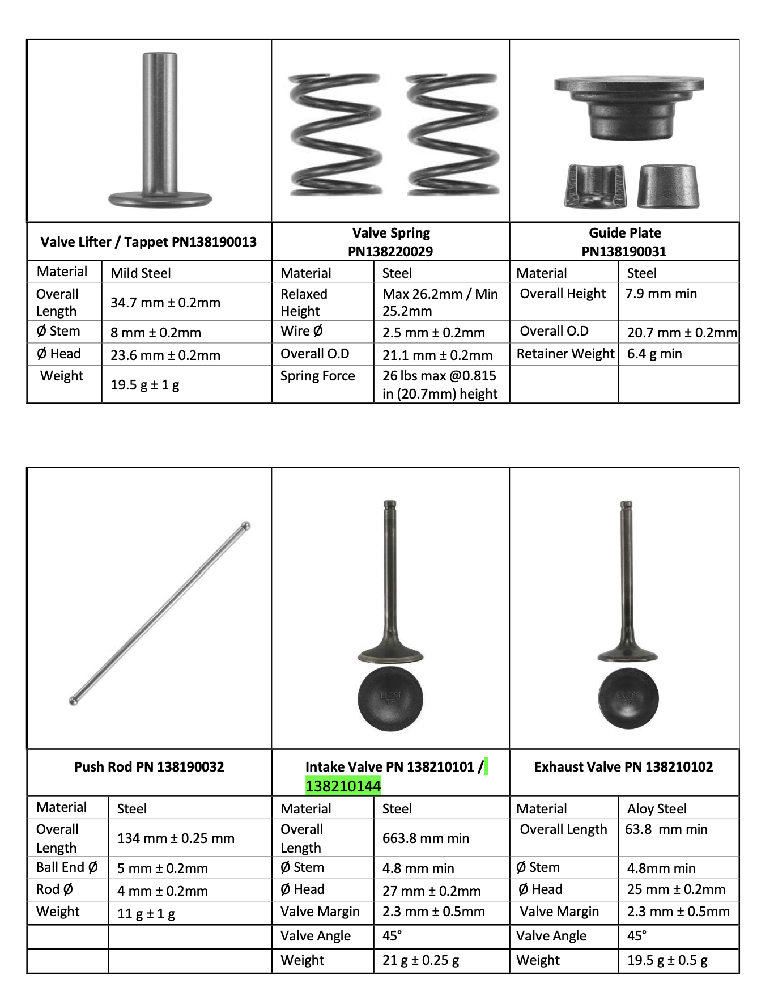 Valve Lifter / Tappet PN138190013
Valve Spring
PN138220029
Guide Plate
PN138190031
Material
Mild Steel
Material
Steel
Material
Steel
Overall
Length
34.7 mm ± 0.2mm
Relaxed
Height
Max 26.2mm / Min
25.2mm
Overall Height
7.9 mm min
Ø Stem
8 mm ± 0.2mm
Wire Ø
2.5 mm ± 0.2mm
Overall O.D
20.7 mm ± 0.2mm
Ø Head
23.6 mm ± 0.2mm
Overall O.D
21.1 mm ± 0.2mm
Retainer Weight
6.4 g min
Weight
19.5 g ± 1 g
Spring Force
26 lbs max @0.815
in (20.7mm) height
Push Rod PN 138190032
Intake Valve PN 138210101 /
138210144
Exhaust Valve PN 138210102
Material
Steel
Material
Steel
Material
Aloy Steel
Overall
Length
134 mm ± 0.25 mm
Overall
Length
663.8 mm min
Overall Length
63.8 mm min
Ball End Ø
5 mm ± 0.2mm
Ø Stem
4.8 mm min
Ø Stem
4.8mm min
Rod Ø
4 mm ± 0.2mm
Ø Head
27 mm ± 0.2mm
Ø Head
25 mm ± 0.2mm
Weight
11 g ± 1 g
Valve Margin
2.3 mm ± 0.5mm
Valve Margin
2.3 mm ± 0.5mm
Valve Angle
45°
Valve Angle
45°
Weight
21 g ± 0.25 g
Weight
19.5 g ± 0.5 g